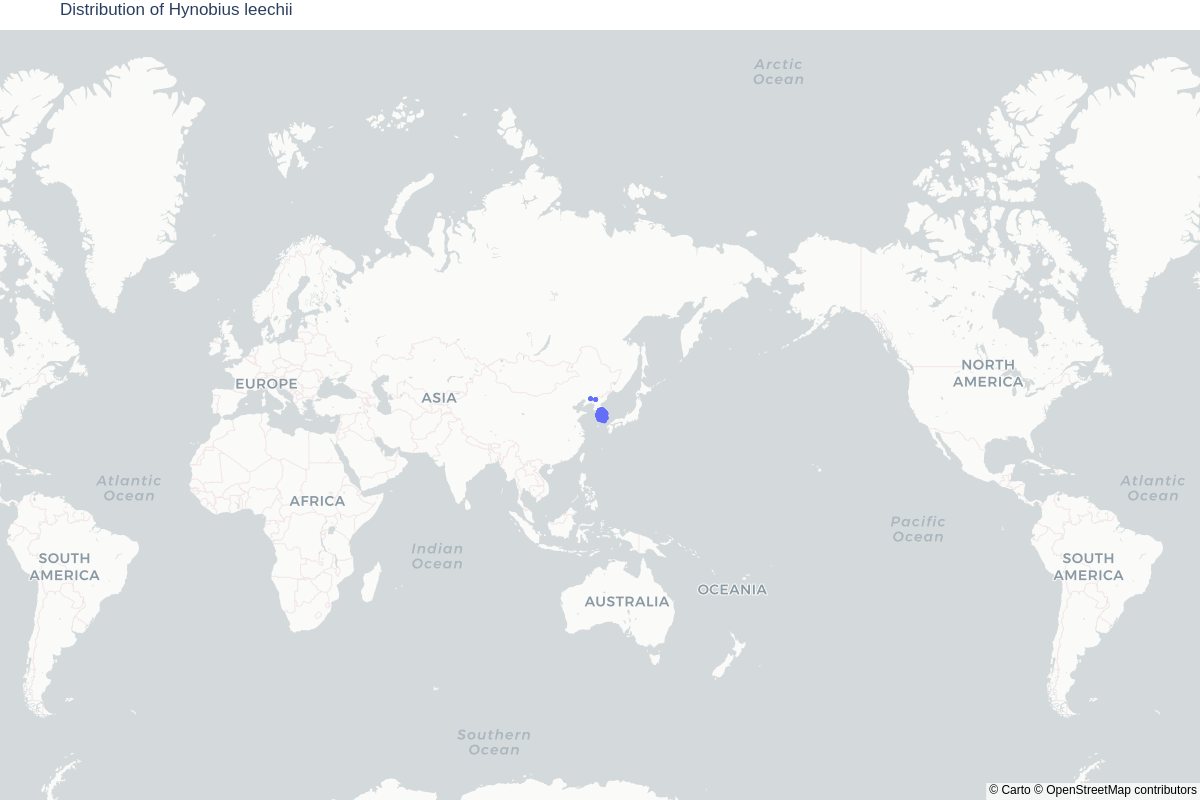 Distribution of Hynobius leechii
Arctic
Ocean
EUROPE
ASIA
NORTH
AMERICA
Atlantic
Ocean
AFRICA
Atlantic
Ocean
Pacific
Ocean
Indian
Ocean
SOUTH
AMERICA
SOUTH
AMERICA
OCEANIA
AUSTRALIA
Southern
Ocean
© Carto © OpenStreetMap contributors